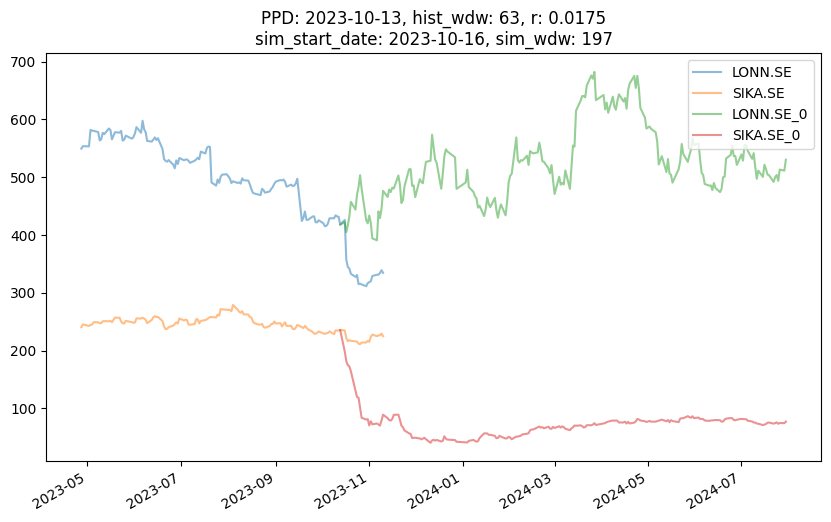 PPD: 2023-10-13, hist_wdw: 63, r: 0.0175
sim_start_date: 2023-10-16, sim_wdw: 197
700
600
500
400
300
200
100
LONN.SE
SIKA.SE
LONN.SE_0
SIKA.SE_0
2023-05
2023-07
2023-09
2023-11
2024-01
2024-03
2024-05
2024-07